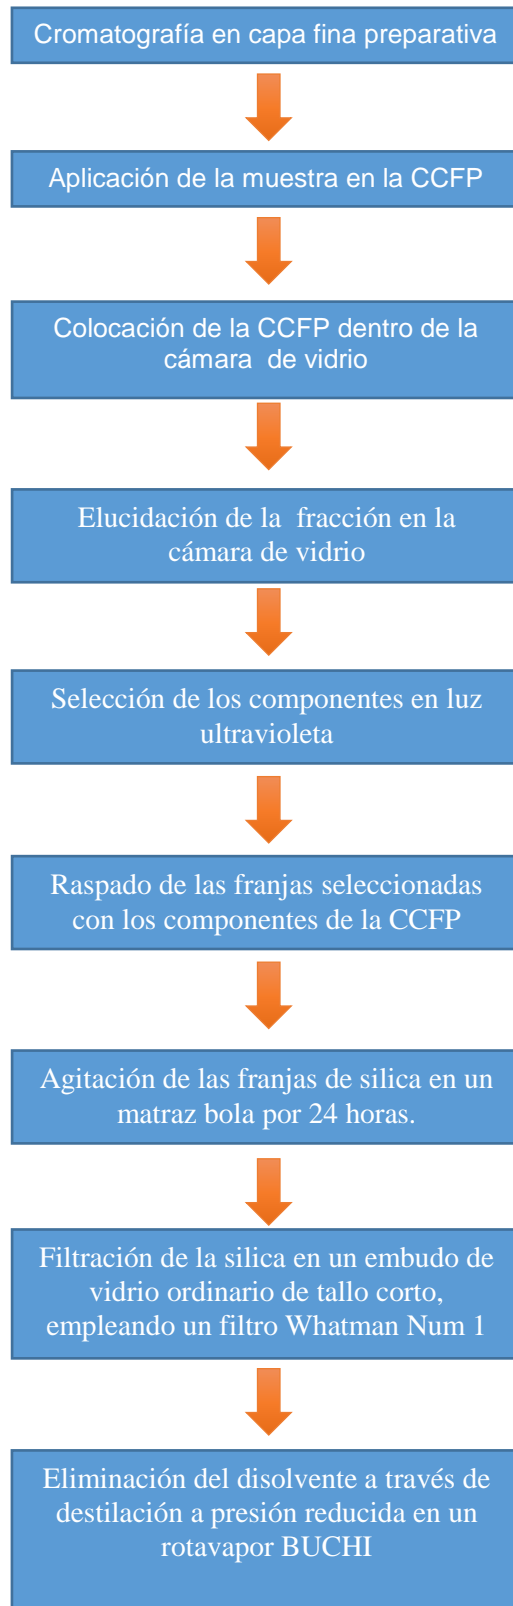 Cromatografía en capa fina preparativa
Aplicación de la muestra en la CCFP
Colocación de la CCFP dentro de la
cámara de vidrio
Elucidación de la fracción en la
cámara de vidrio
Selección de los componentes en luz
ultravioleta
Raspado de las franjas seleccionadas
con los componentes de la CCFP
Agitación de las franjas de silica en un
matraz bola por 24 horas.
Filtración de la silica en un embudo de
vidrio ordinario de tallo corto,
empleando un filtro Whatman Num 1
Eliminación del disolvente a través de
destilación a presión reducida en un
rotavapor BUCHI